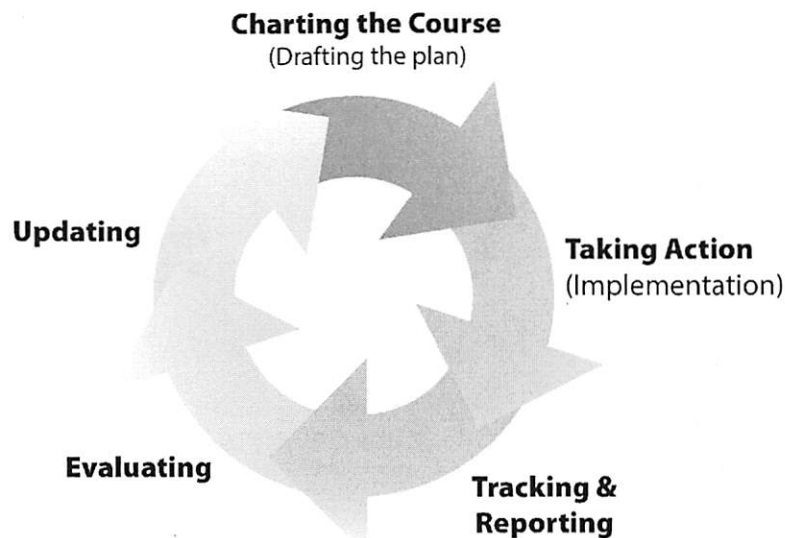 Charting the Course
(Drafting the plan)
Taking Action
(Implementation)
Tracking &
Reporting
Evaluating
Updating